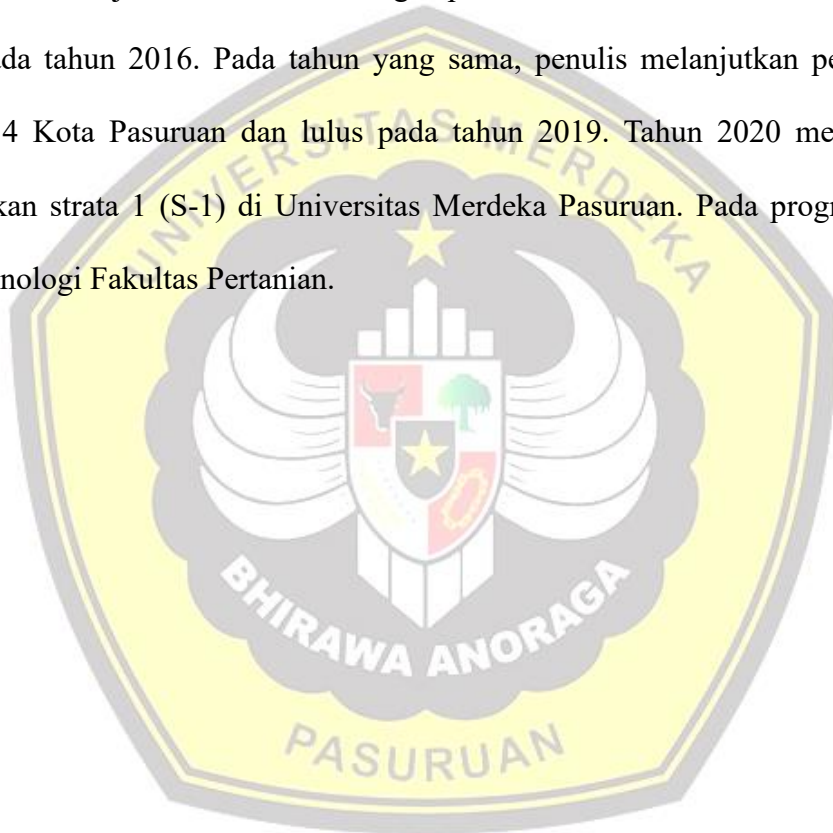 ada tahun 2016. Pada tahun yang sama, penulis melanjutkan pe
4 Kota Pasuruan dan lulus pada tahun 2019. Tahun 2020 me
kan strata 1 (S-1) di Universitas Merdeka Pasuruan. Pada progr
nologi Fakultas Pertanian.
UNIVERSITAS MERDEKA
BHIRAWA ANORAGA
PASURUAN